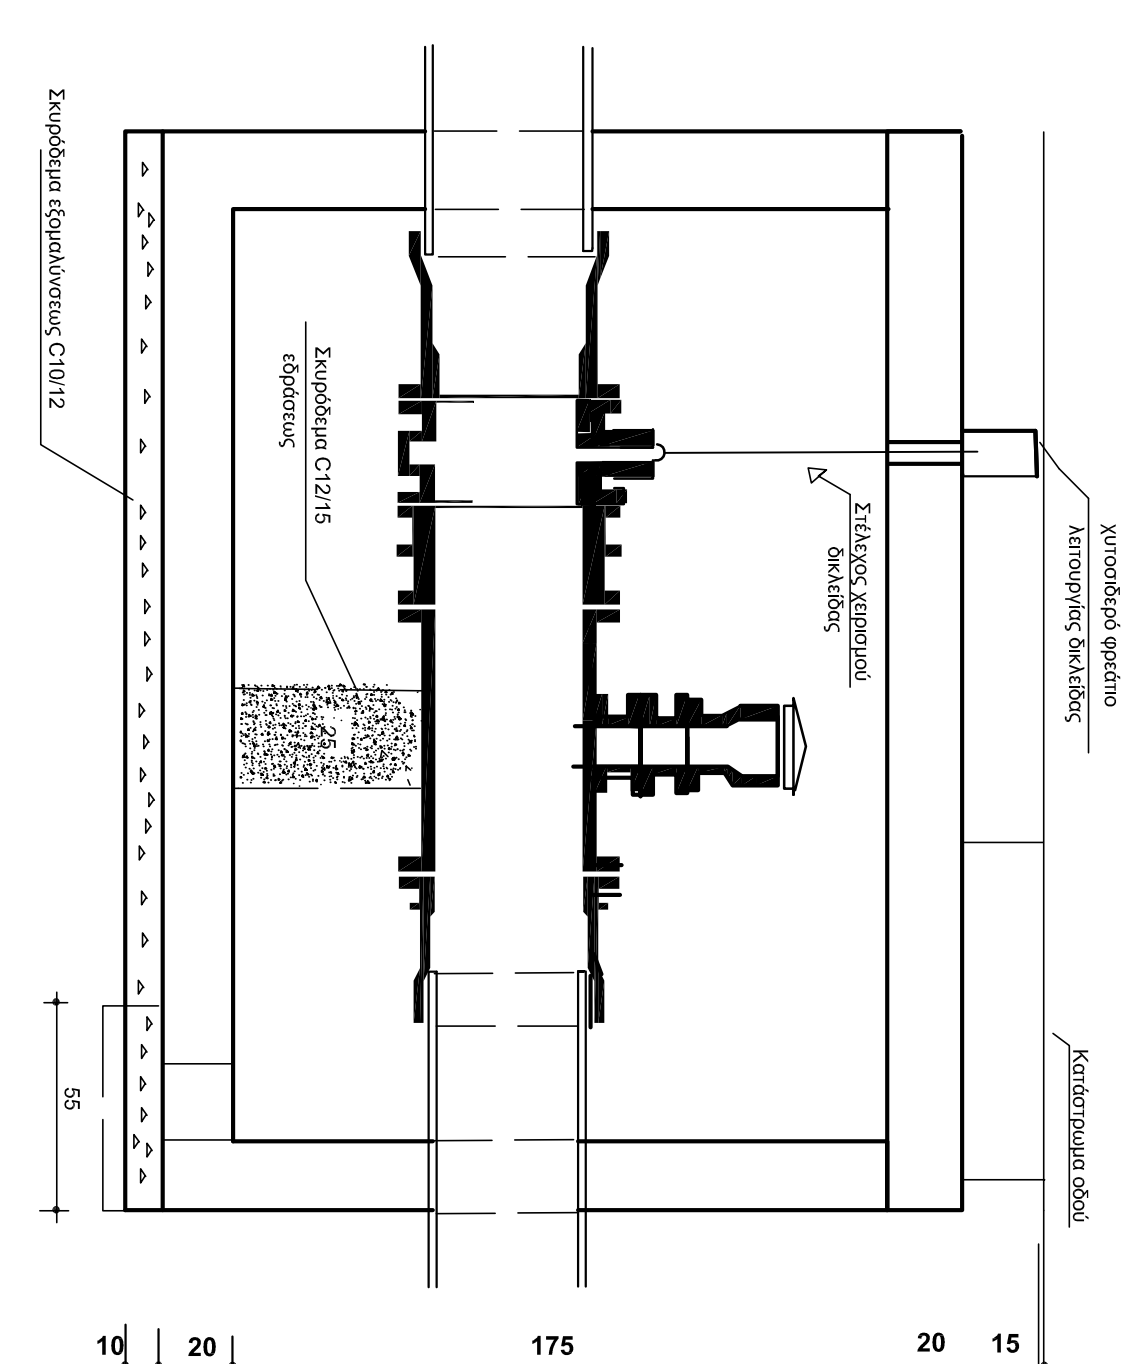 Χυτοσιδερό φρεάτιο
λειτουργίας δικλείδας
Κατάστρωμα οδού
Στέλεχος χειρισμού
δικλείδας
Σκυρόδεμα C12/15
εδράσεως
25
Σκυρόδεμα εξομαλύνσεως C10/12
55
10
20
175
20
15